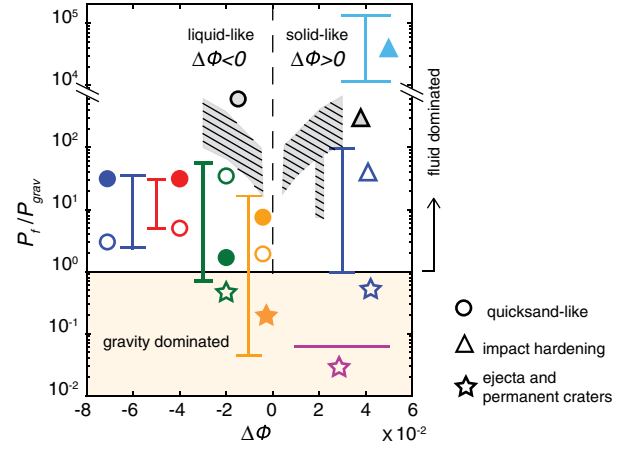 10^5
10^4
10^2
10^1
10^0
10^-1
10^-2
P_f/P_grav
liquid-like
ΔΦ<0
solid-like
ΔΦ>0
fluid dominated
gravity dominated
-8 -6 -4 -2 0 2 4 6
x 10^-2
ΔΦ
quicksand-like
impact hardening
ejecta and
permanent craters